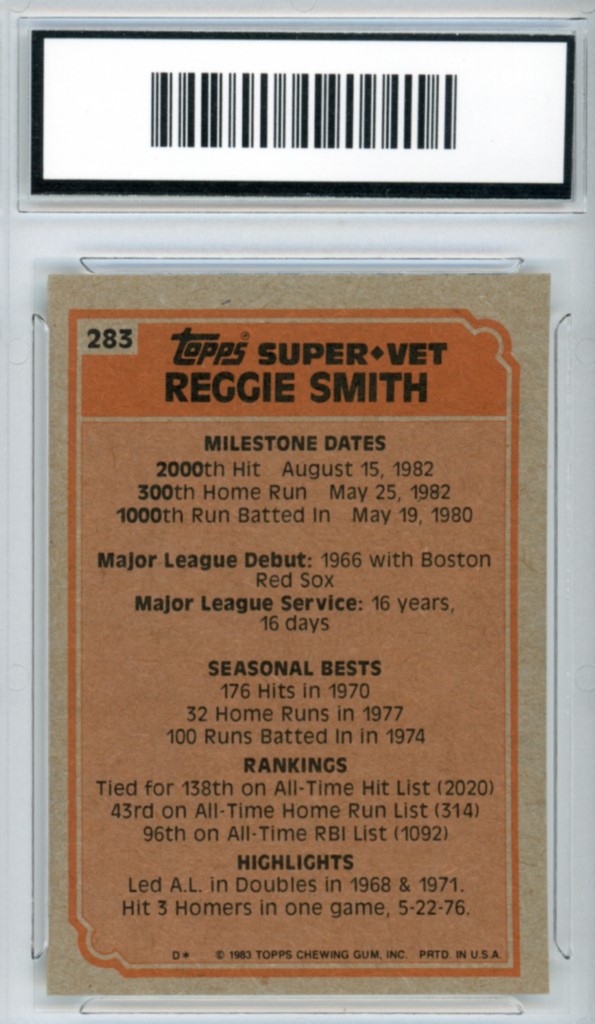 283
Topps SUPER•VET
REGGIE SMITH
MILESTONE DATES
2000th Hit August 15, 1982
300th Home Run May 25, 1982
1000th Run Batted In May 19, 1980
Major League Debut: 1966 with Boston
Red Sox
Major League Service: 16 years,
16 days
SEASONAL BESTS
176 Hits in 1970
32 Home Runs in 1977
100 Runs Batted In in 1974
RANKINGS
Tied for 138th on All-Time Hit List (2020)
43rd on All-Time Home Run List (314)
96th on All-Time RBI List (1092)
HIGHLIGHTS
Led A.L. in Doubles in 1968 & 1971.
Hit 3 Homers in one game, 5-22-76.
D* © 1983 TOPPS CHEWING GUM, INC. PRTD. IN U.S.A.